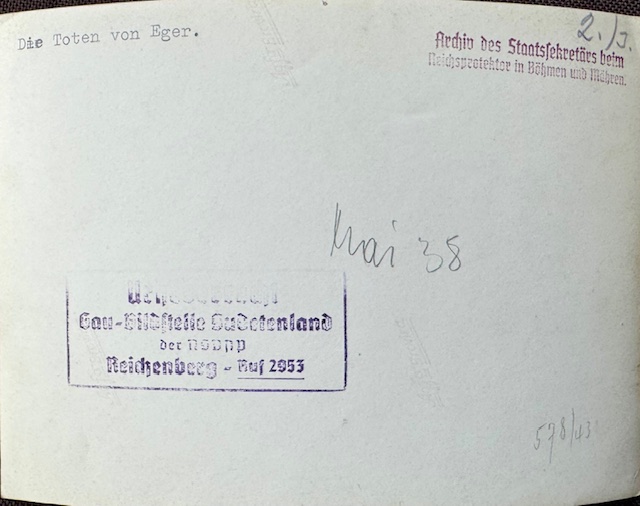 Die Toten von Eger.
2./J.
Archiv des Staatssekretärs beim
Reichsprotektor in Böhmen und Mähren.
Mai 38
Gau-Bildstelle Sudetenland
der NSDAP
Reichenberg - Ruf 2953
578/43